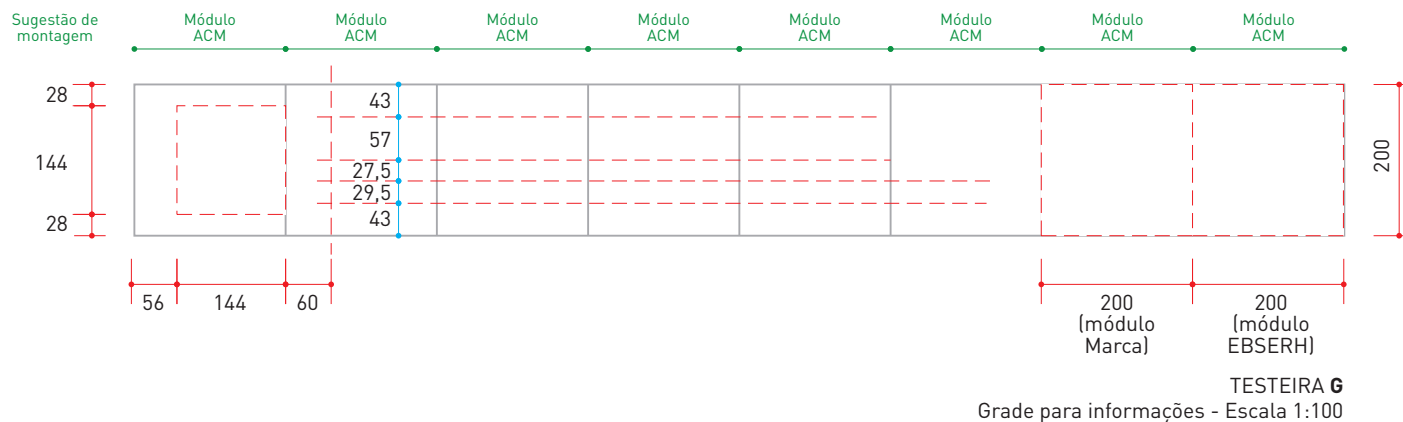 Sugestão de
montagem
Módulo
ACM
Módulo
ACM
Módulo
ACM
Módulo
ACM
Módulo
ACM
Módulo
ACM
Módulo
ACM
Módulo
ACM
28
144
28
43
57
27,5
29,5
43
200
56
144
60
200
(módulo
Marca)
200
(módulo
EBSERH)
TESTEIRA G
Grade para informações - Escala 1:100